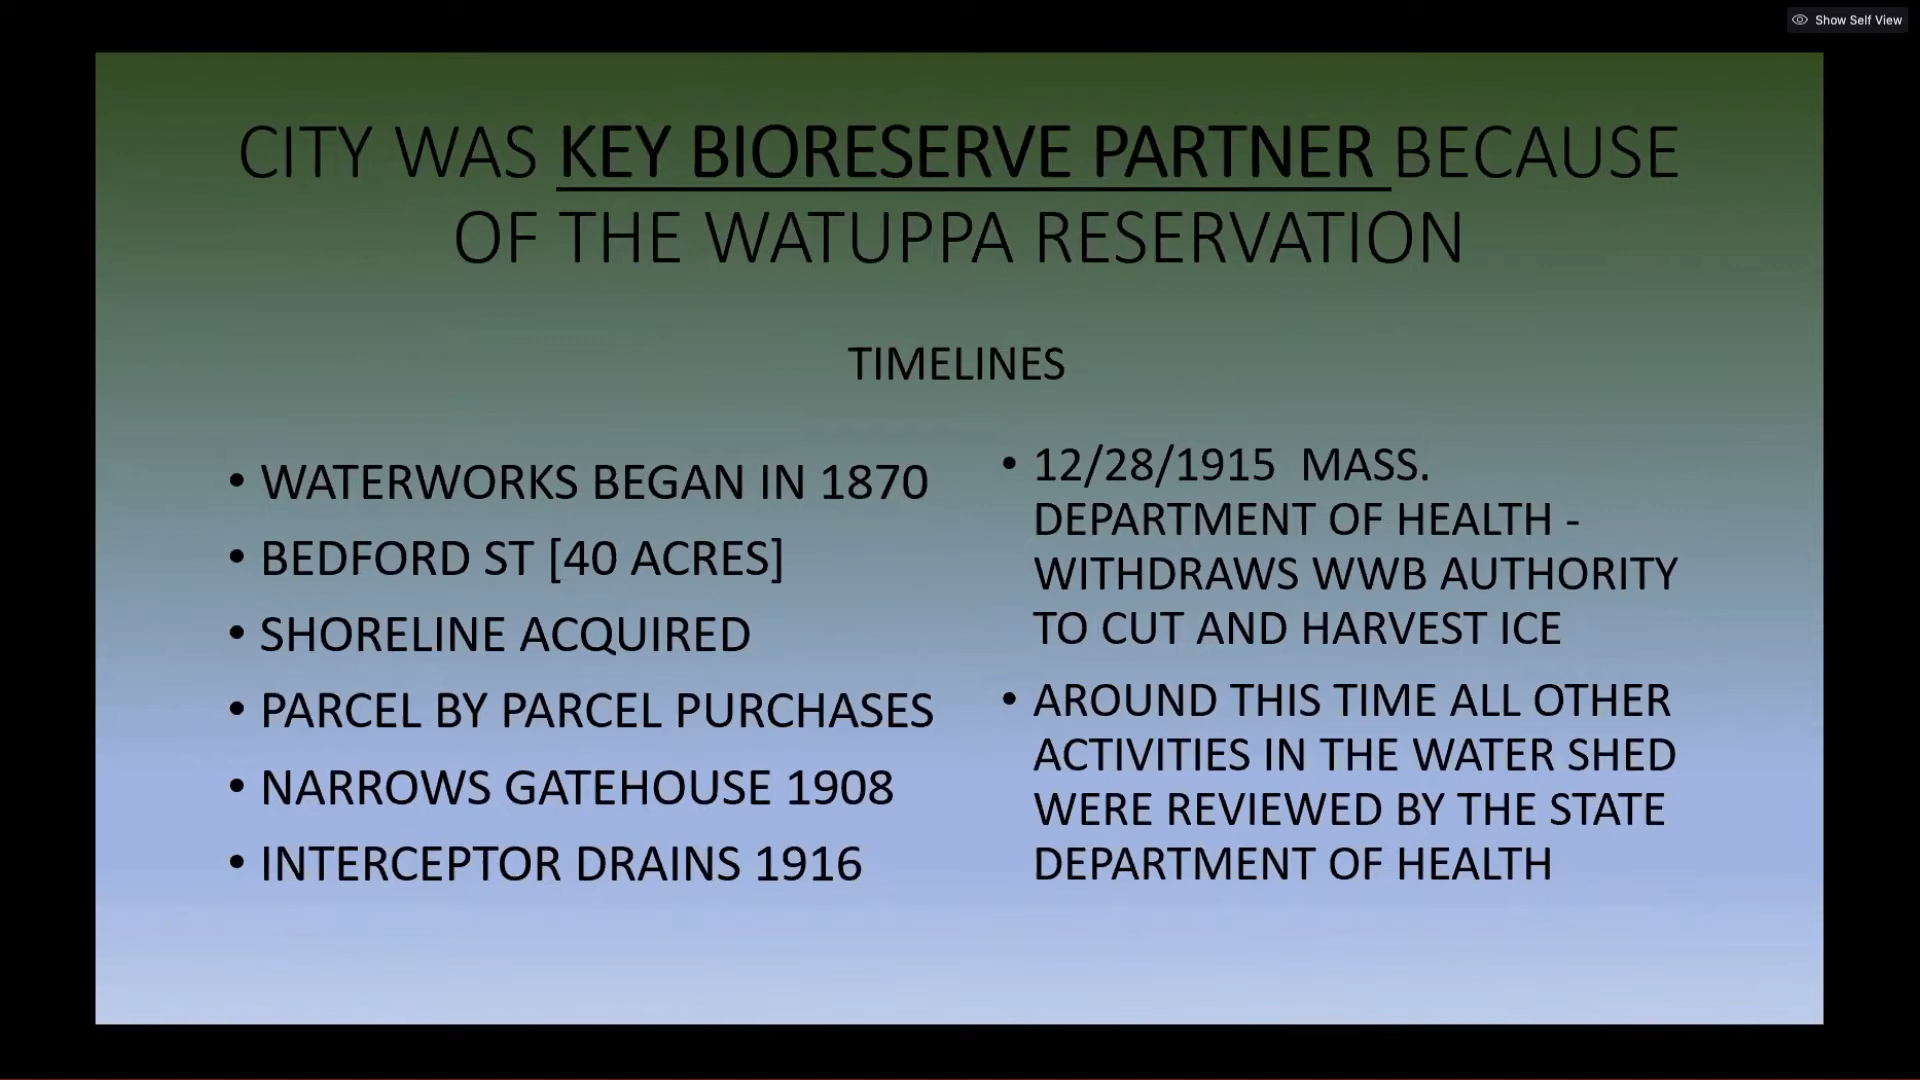 Show Self View
CITY WAS KEY BIORESERVE PARTNER BECAUSE
OF THE WATUPPA RESERVATION
TIMELINES
• WATERWORKS BEGAN IN 1870
• BEDFORD ST [40 ACRES]
• SHORELINE ACQUIRED
• PARCEL BY PARCEL PURCHASES
• NARROWS GATEHOUSE 1908
• INTERCEPTOR DRAINS 1916
• 12/28/1915 MASS.
DEPARTMENT OF HEALTH -
WITHDRAWS WWB AUTHORITY
TO CUT AND HARVEST ICE
• AROUND THIS TIME ALL OTHER
ACTIVITIES IN THE WATER SHED
WERE REVIEWED BY THE STATE
DEPARTMENT OF HEALTH